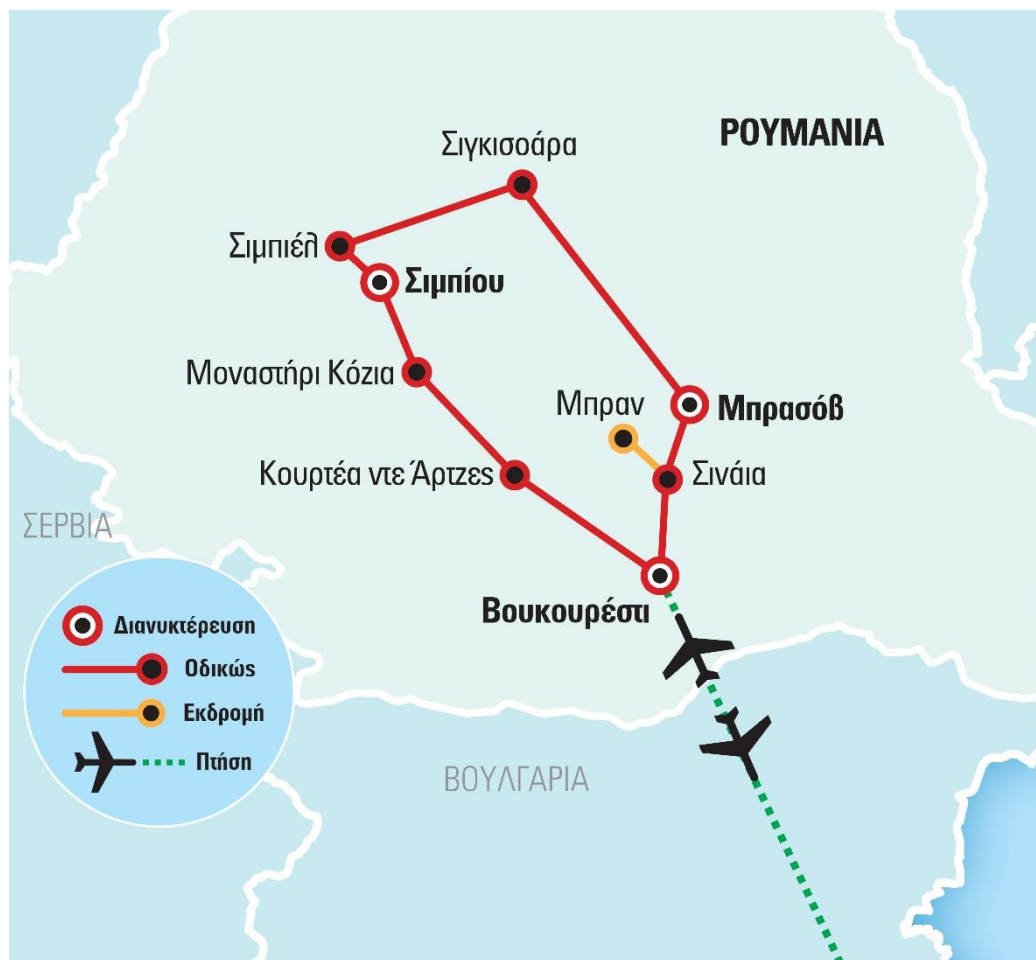 ΡΟΥΜΑΝΙΑ
Σιγκισοάρα
Σιμπιέλ
Σιμπίου
Μοναστήρι Κόζια
Μπραν
Μπρασόβ
Κουρτέα ντε Άρτζες
Σινάια
ΣΕΡΒΙΑ
Βουκουρέστι
Διανυκτέρευση
Οδικώς
Εκδρομή
Πτήση
ΒΟΥΛΓΑΡΙΑ